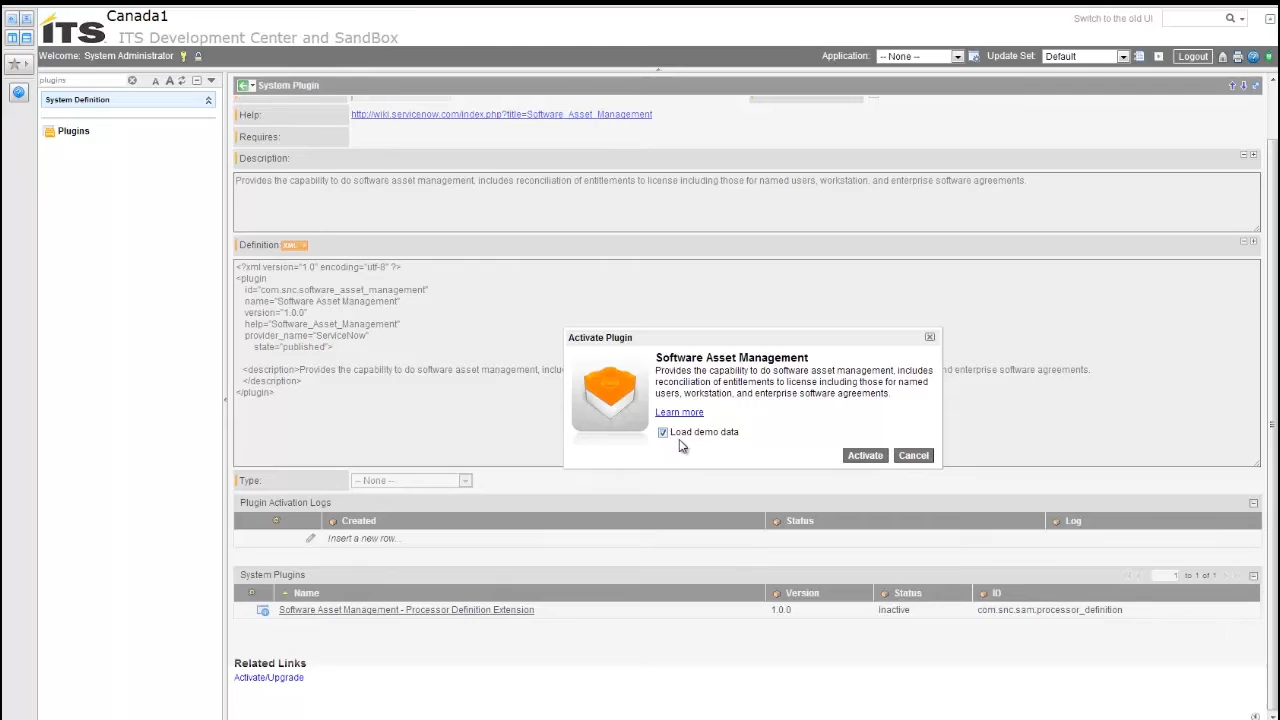 Canada1
ITS
ITS Development Center and SandBox
Switch to the old UI
Welcome: System Administrator
Application: -- None -- Update Set: Default Logout
plugins A A
System Definition
Plugins
System Plugin
Help: http://wiki.servicenow.com/index.php?title=Software_Asset_Management
Requires:
Description:
Provides the capability to do software asset management, includes reconciliation of entitlements to license including those for named users, workstation, and enterprise software agreements.
Definition: XML
<?xml version="1.0" encoding="utf-8" ?>
<plugin
id="com.snc.software_asset_management"
name="Software Asset Management"
version="1.0.0"
help="Software_Asset_Management"
provider_name="ServiceNow"
state="published">
<description>Provides the capability to do software asset management, inclu
nd enterprise software agreements.
</description>
</plugin>
Activate Plugin
Software Asset Management
Provides the capability to do software asset management, includes
reconciliation of entitlements to license including those for named
users, workstation, and enterprise software agreements.
Learn more
Load demo data
Activate Cancel
Type: -- None --
Plugin Activation Logs
Created Status Log
Insert a new row...
System Plugins 1 to 1 of 1
Name Version Status ID
Software Asset Management - Processor Definition Extension 1.0.0 Inactive com.snc.sam.processor_definition
Related Links
Activate/Upgrade